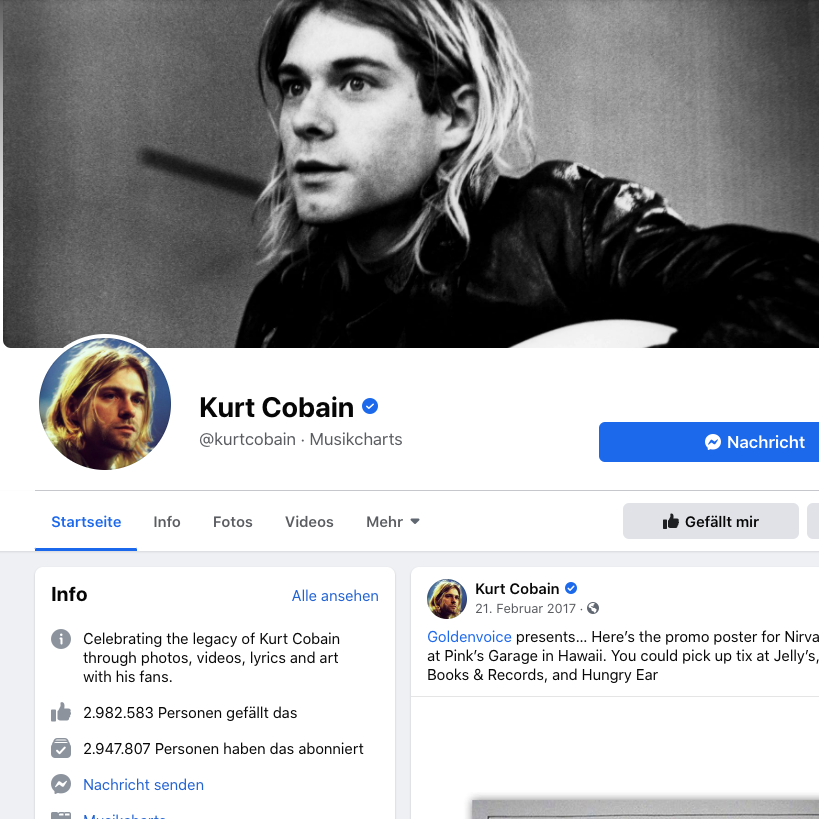 Kurt Cobain
@kurtcobain · Musikcharts
Nachricht
Startseite
Info
Fotos
Videos
Mehr
Gefällt mir
Info
Alle ansehen
Celebrating the legacy of Kurt Cobain
through photos, videos, lyrics and art
with his fans.
2.982.583 Personen gefällt das
2.947.807 Personen haben das abonniert
Nachricht senden
Musikcharts
Kurt Cobain
21. Februar 2017 ·
Goldenvoice presents... Here’s the promo poster for Nirva
at Pink’s Garage in Hawaii. You could pick up tix at Jelly’s,
Books & Records, and Hungry Ear